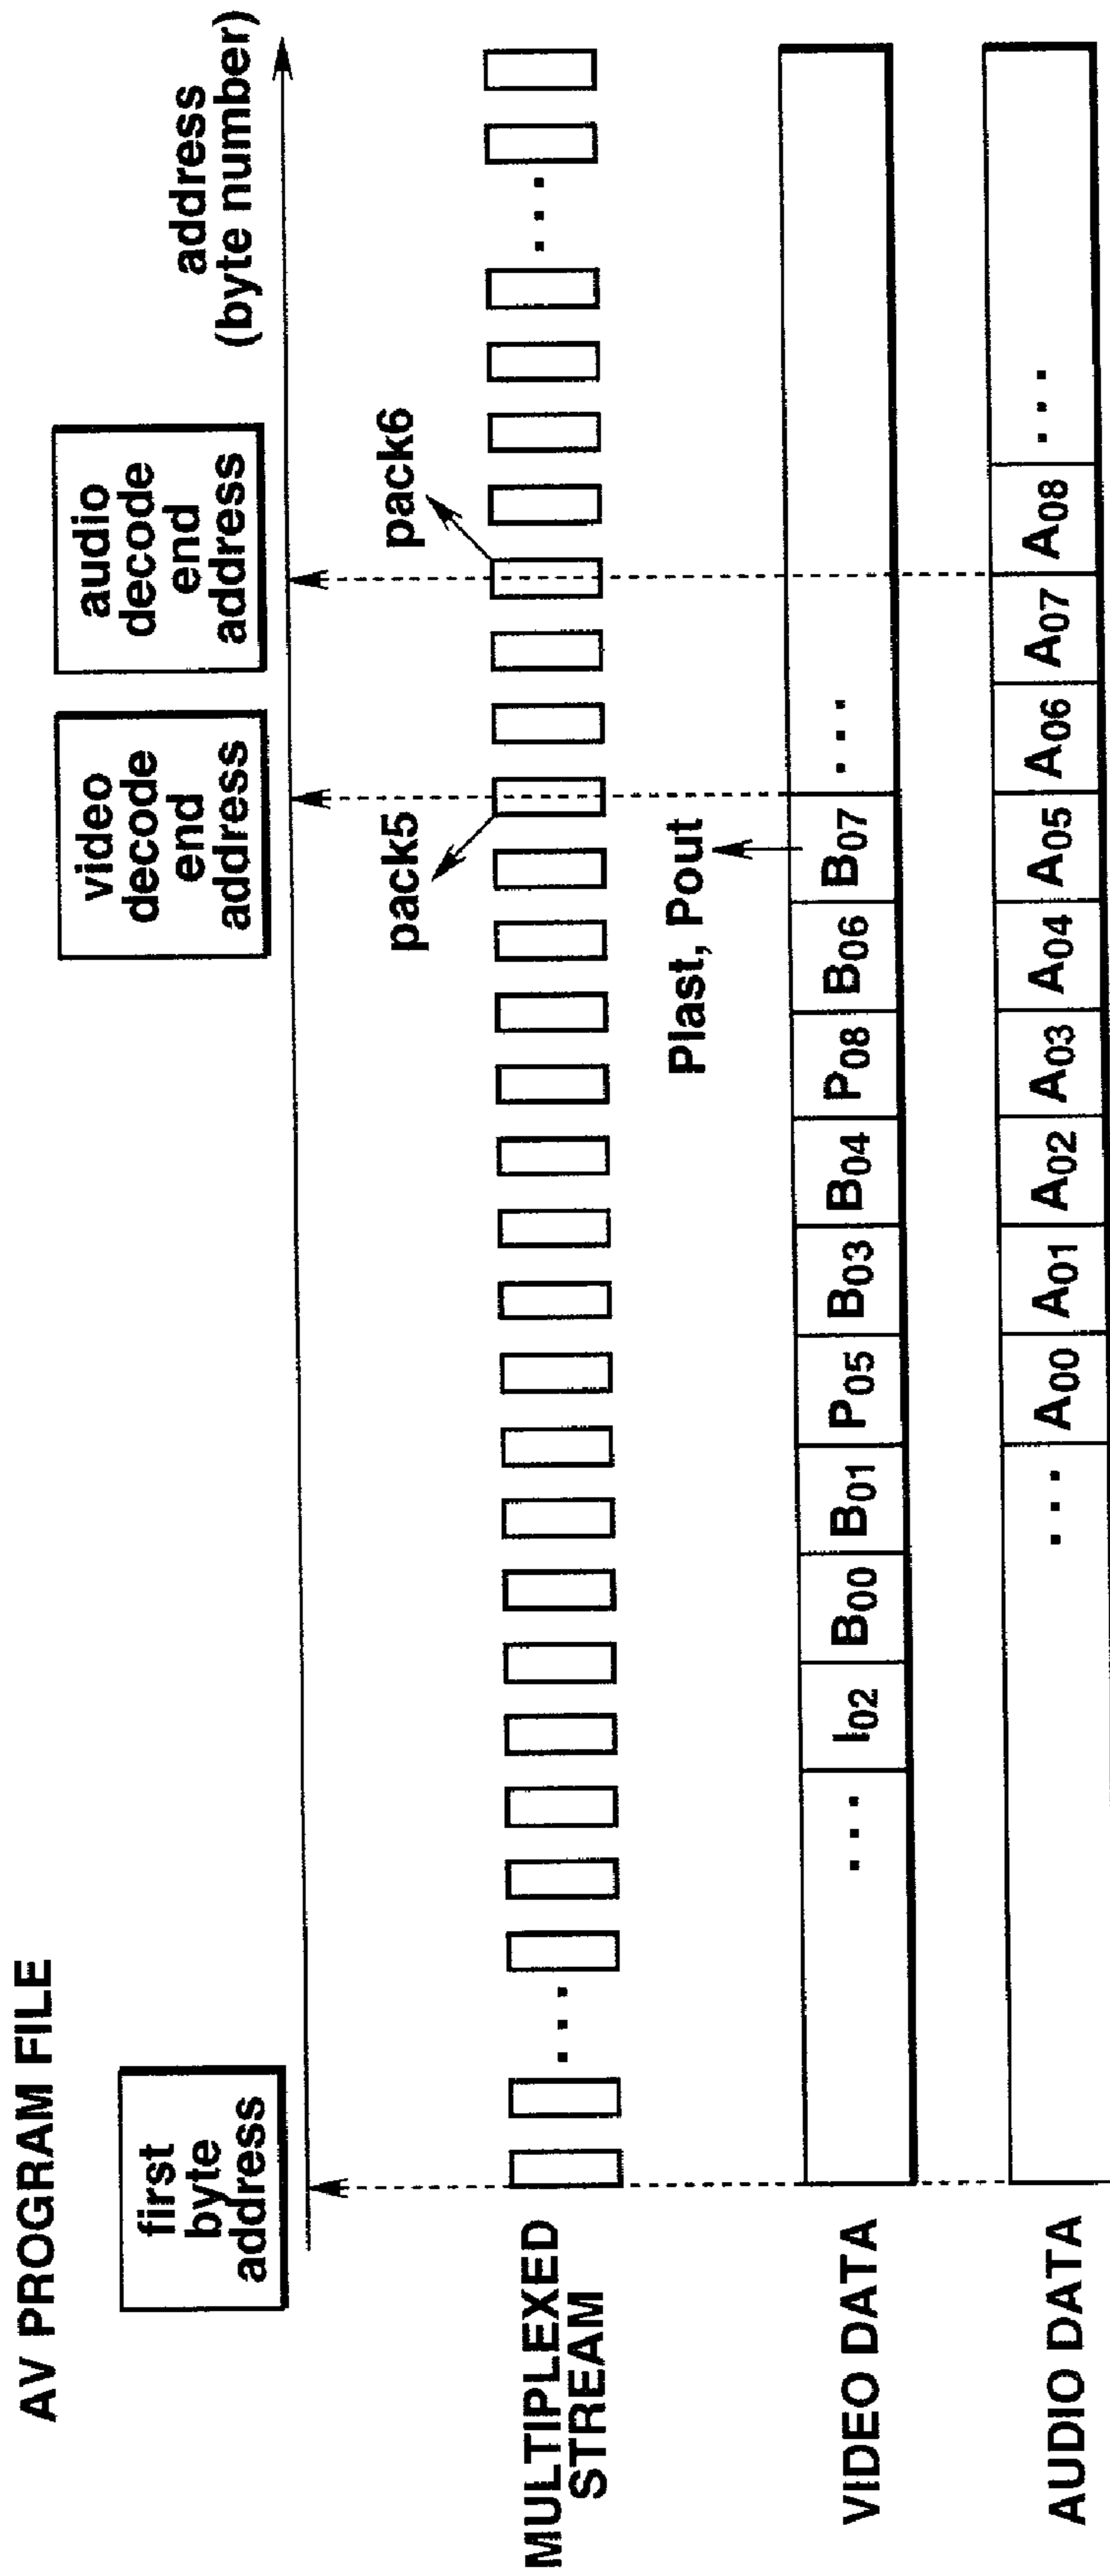 AV PROGRAM FILE
first
byte
address
video
decode
end
address
audio
decode
end
address
address
(byte number)
pack5
pack6
MULTIPLEXED
STREAM
...
...
Plast, Pout
VIDEO DATA
... I02 B00 B01 P05 B03 B04 P08 B06 B07 ...
AUDIO DATA
... A00 A01 A02 A03 A04 A05 A06 A07 A08 ...